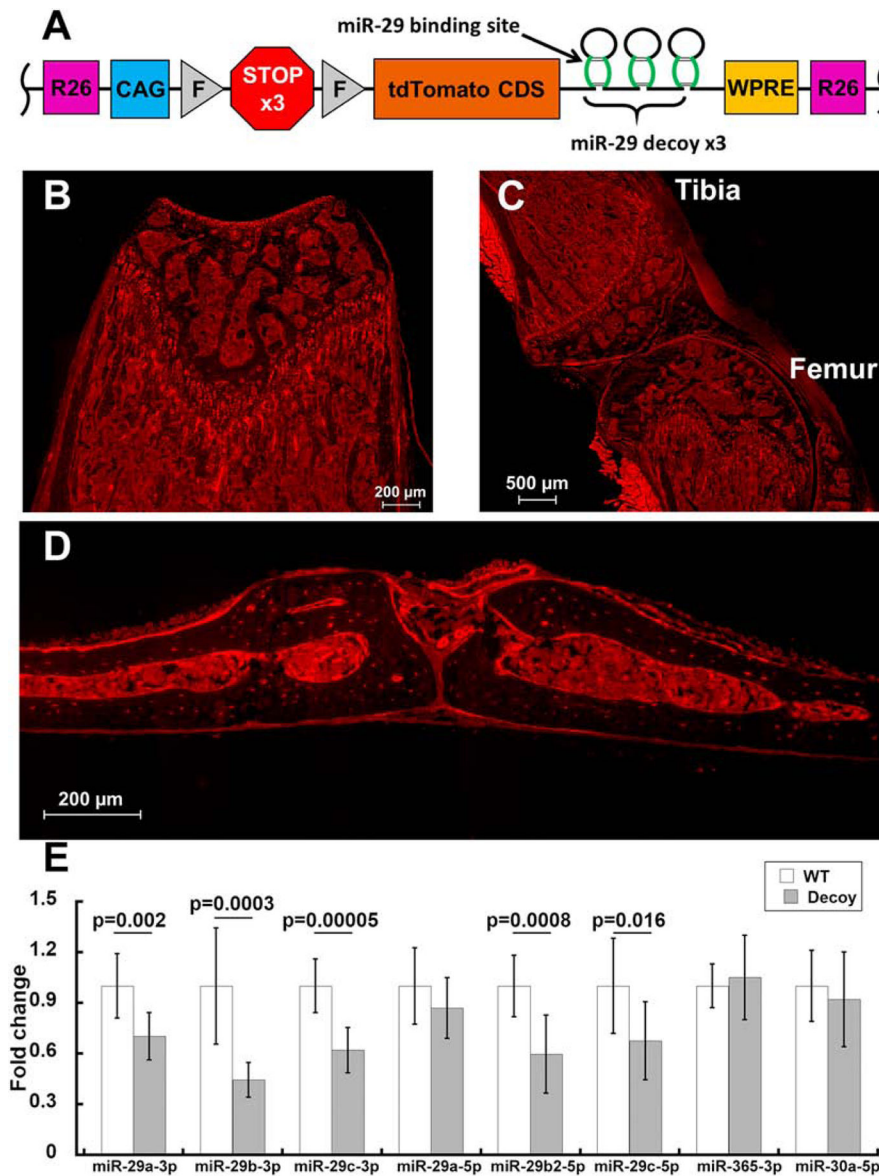 A
miR-29 binding site
R26 CAG F STOP x3 F tdTomato CDS WPRE R26
miR-29 decoy x3
B
200 µm
C
Tibia
Femur
500 µm
D
200 µm
E
WT
Decoy
Fold change
1.5
1.2
0.9
0.6
0.3
0
p=0.002
p=0.0003
p=0.00005
p=0.0008
p=0.016
miR-29a-3p miR-29b-3p miR-29c-3p miR-29a-5p miR-29b2-5p miR-29c-5p miR-365-3p miR-30a-5p